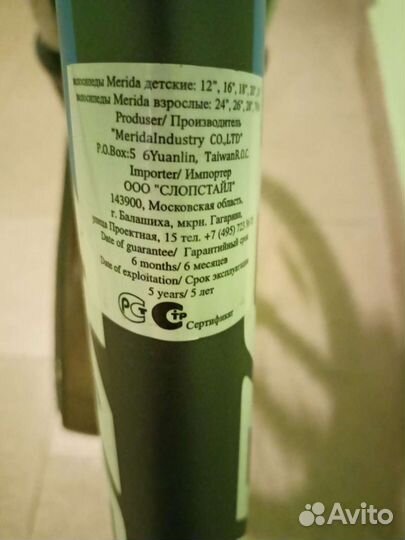 велосипеды Merida детские: 12", 16", 18", 20",
велосипеды Merida взрослые: 24", 26", 28",
Produser/ Производитель
"MeridaIndustry CO,LTD"
P.O.Box:5 6Yuanlin, TaiwanR.O.C.
Importer/ Импортер
ООО "СЛОПСТАЙЛ"
143900, Московская область,
г. Балашиха, мкрн. Гагарина,
улица Проектная, 15 тел. +7 (495)
Date of guarantee/ Гарантийный срок
6 months/ 6 месяцев
Date of exploitation/ Срок эксплуатации
5 years/ 5 лет
РСТ СТР Сертификат
Avito